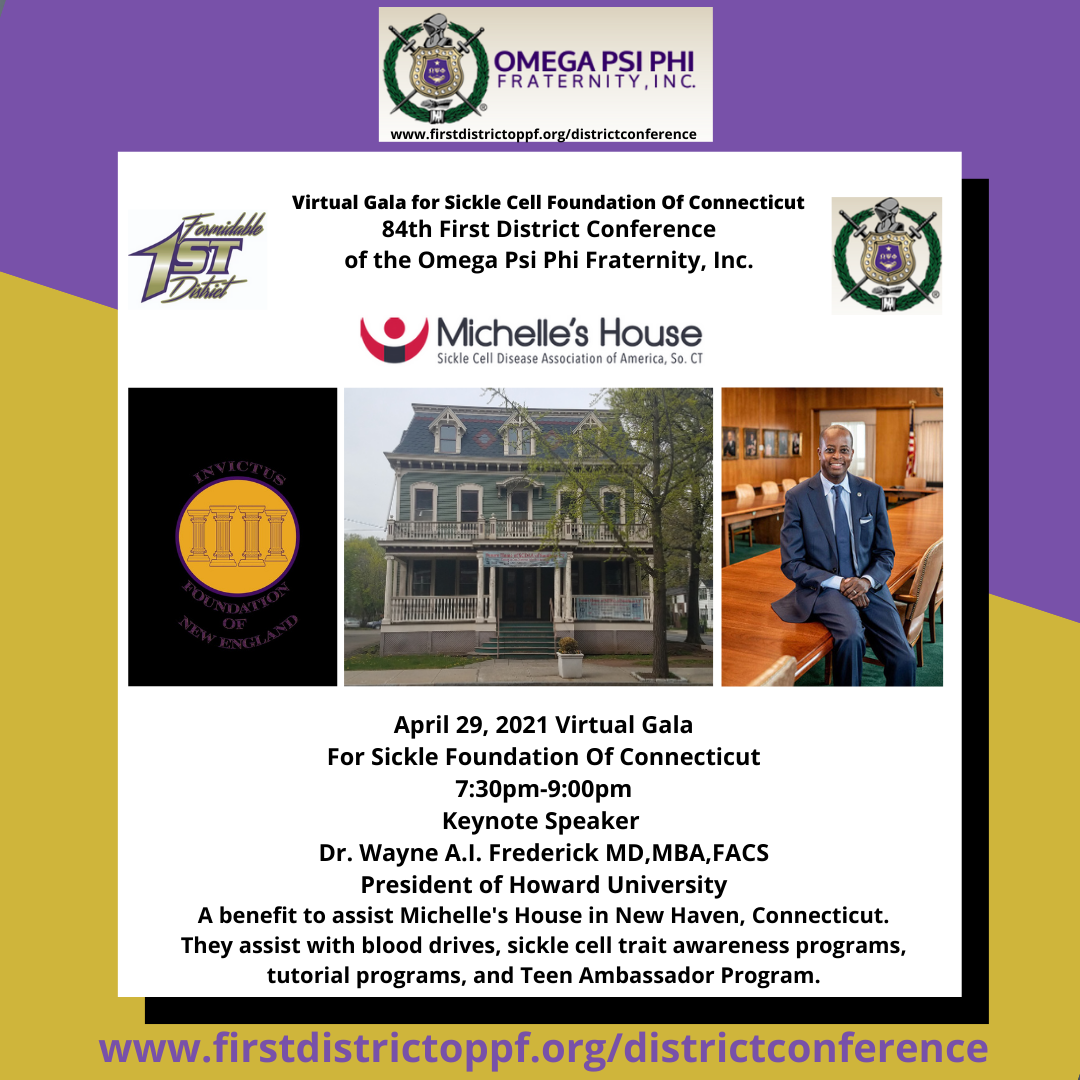 OMEGA PSI PHI
FRATERNITY, INC.
www.firstdistrictoppf.org/districtconference
Virtual Gala for Sickle Cell Foundation Of Connecticut
84th First District Conference
of the Omega Psi Phi Fraternity, Inc.
Formidable
1ST
District
ΩΨΦ
Michelle's House
Sickle Cell Disease Association of America, So. CT
INVICTUS
FOUNDATION
OF
NEW ENGLAND
April 29, 2021 Virtual Gala
For Sickle Foundation Of Connecticut
7:30pm-9:00pm
Keynote Speaker
Dr. Wayne A.I. Frederick MD,MBA,FACS
President of Howard University
A benefit to assist Michelle's House in New Haven, Connecticut.
They assist with blood drives, sickle cell trait awareness programs,
tutorial programs, and Teen Ambassador Program.
www.firstdistrictoppf.org/districtconference